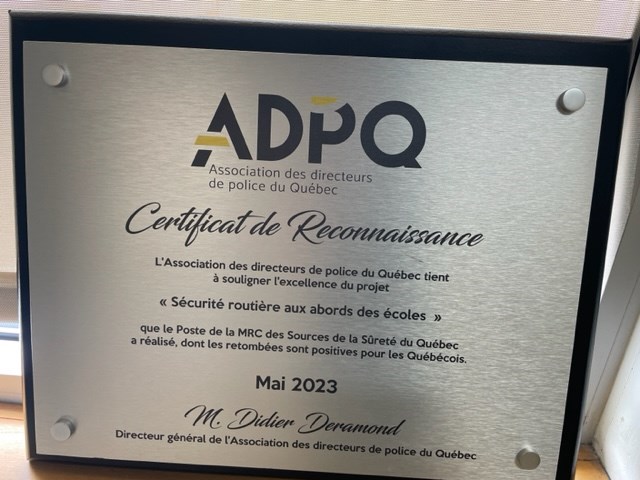 ADPQ
Association des directeurs
de police du Québec
Certificat de Reconnaissance
L'Association des directeurs de police du Québec tient
à souligner l'excellence du projet
« Sécurité routière aux abords des écoles »
que le Poste de la MRC des Sources de la Sûreté du Québec
a réalisé, dont les retombées sont positives pour les Québécois.
Mai 2023
M. Didier Deramond
Directeur général de l'Association des directeurs de police du Québec